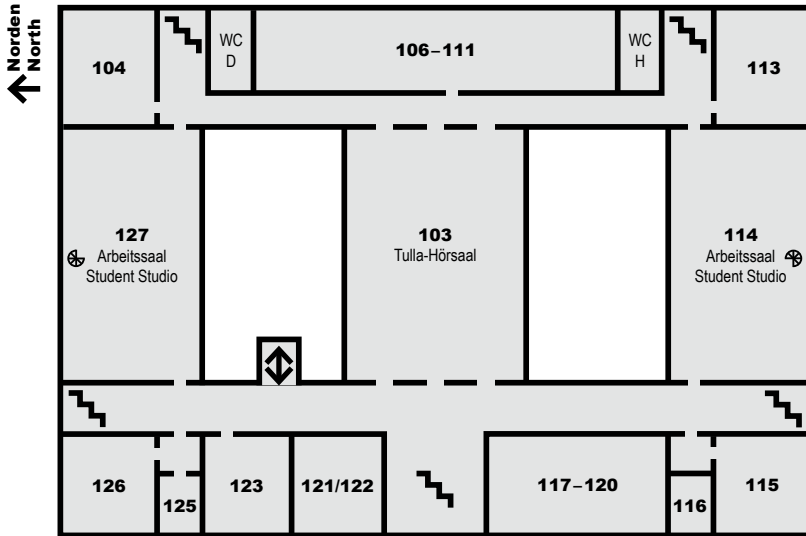 Norden
North
104
WC
D
106–111
WC
H
113
127
Arbeitssaal
Student Studio
103
Tulla-Hörsaal
114
Arbeitssaal
Student Studio
126
125
123
121/122
117–120
116
115